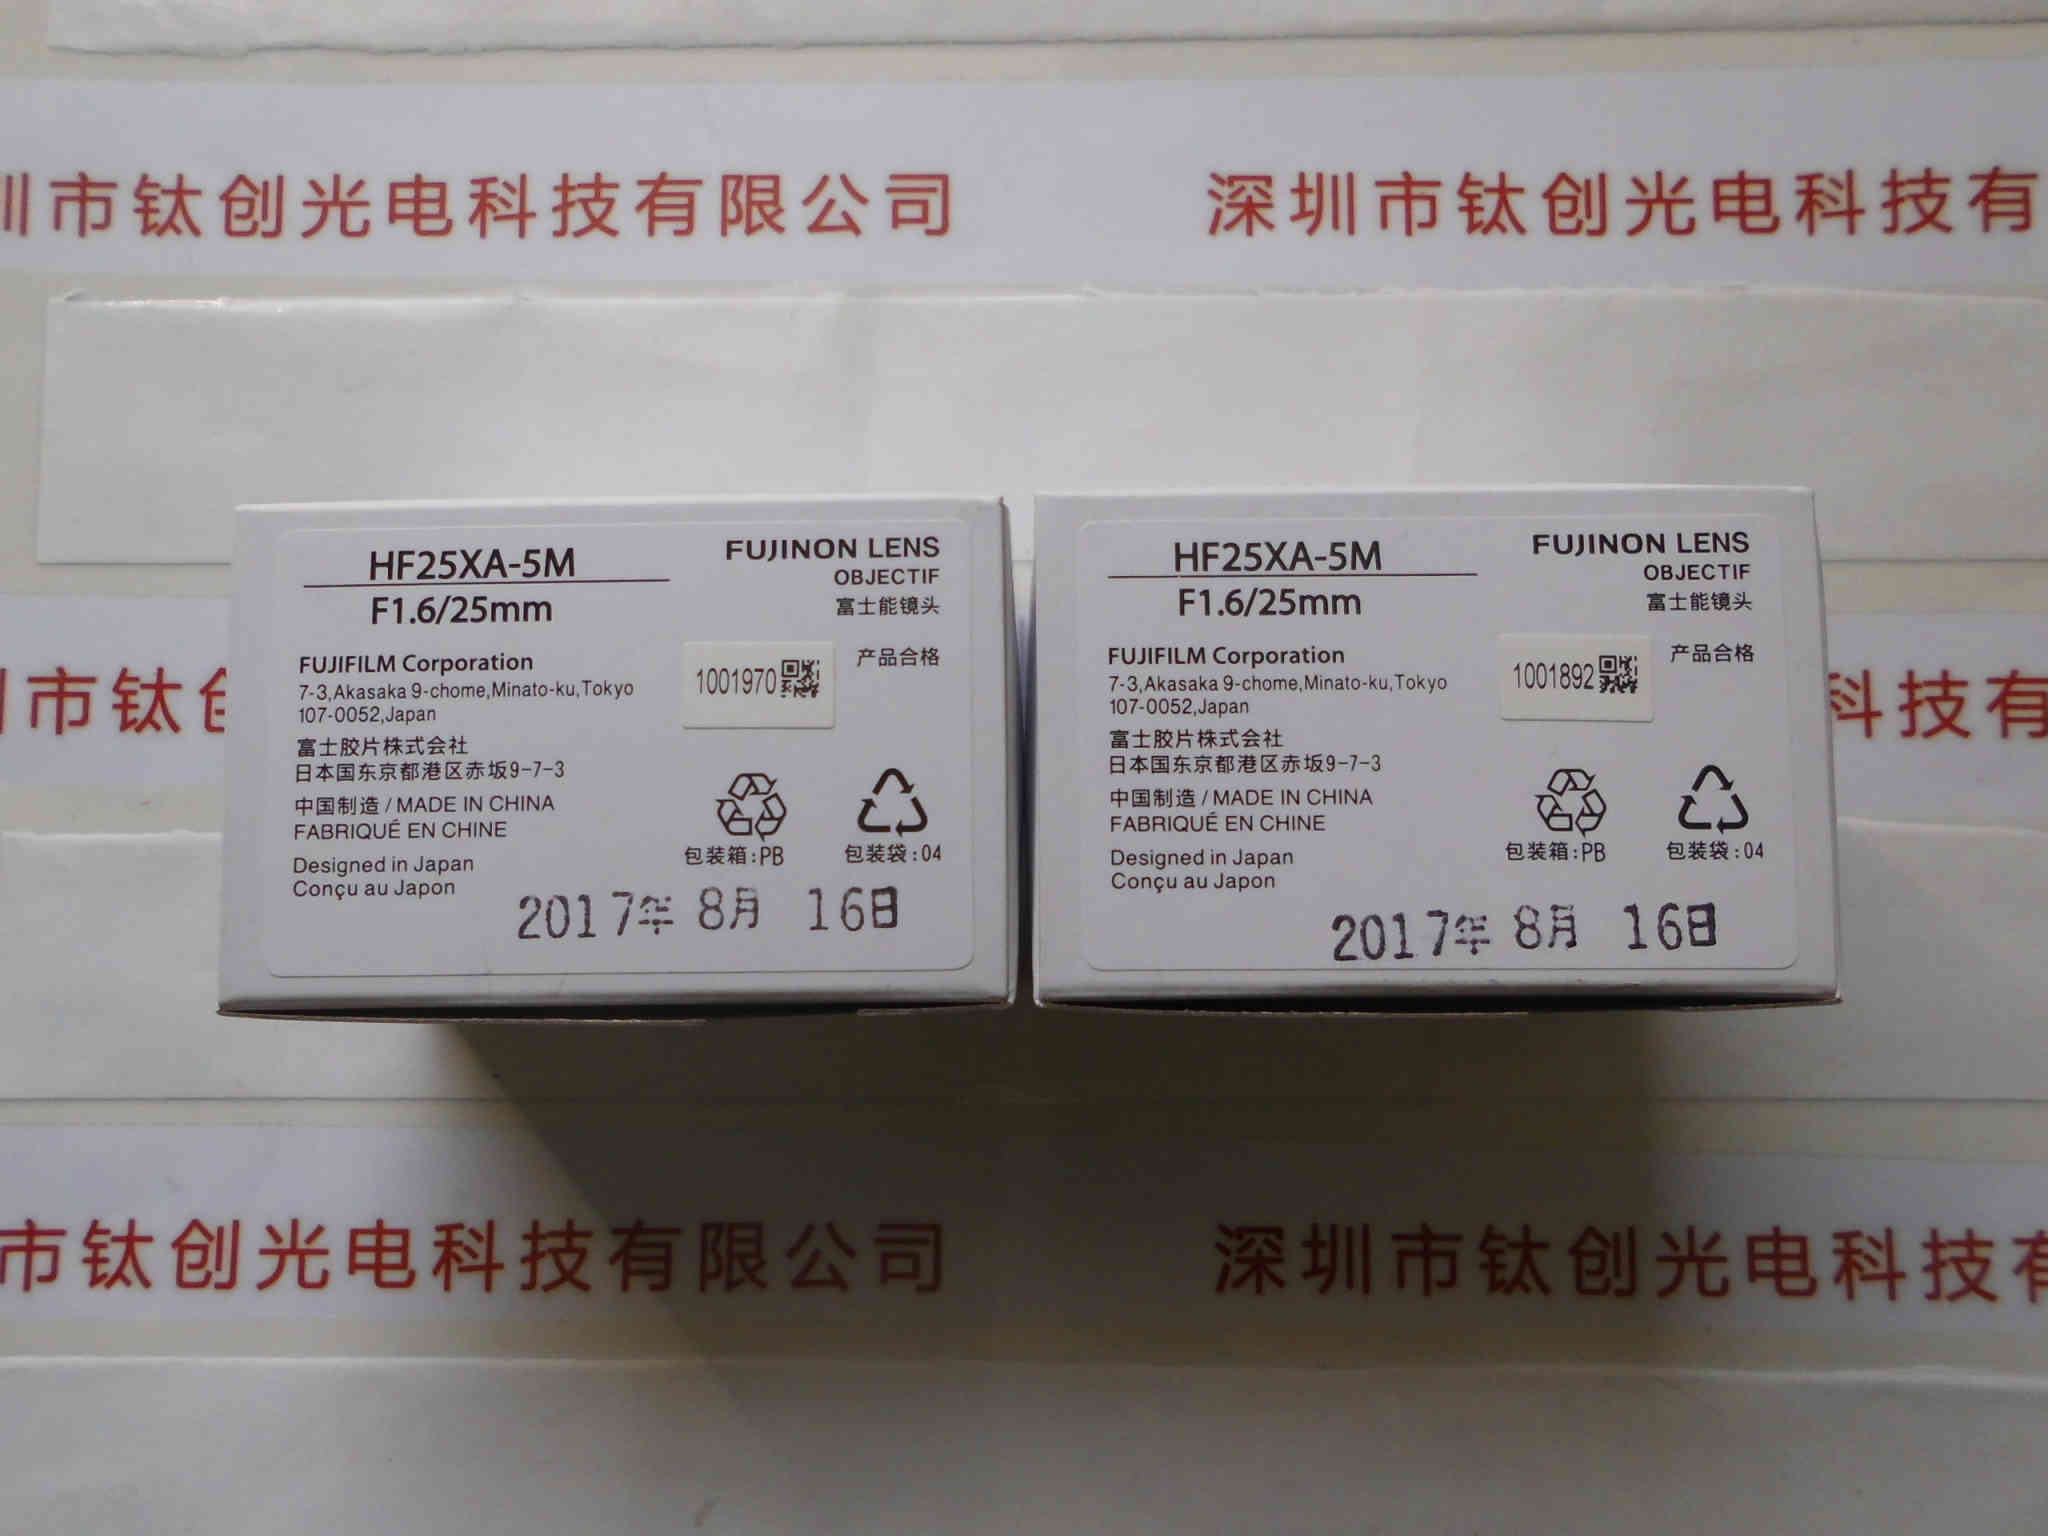 圳市钛创光电科技有限公司
深圳市钛创光电科技有
HF25XA-5M
F1.6/25mm
FUJINON LENS
OBJECTIF
富士能镜头
FUJIFILM Corporation
7-3,Akasaka 9-chome,Minato-ku,Tokyo
107-0052,Japan
1001970
产品合格
富士胶片株式会社
日本国东京都港区赤坂9-7-3
中国制造 / MADE IN CHINA
FABRIQUÉ EN CHINE
Designed in Japan
Conçu au Japon
包装箱:PB
包装袋:04
2017年 8月 16日
HF25XA-5M
F1.6/25mm
FUJINON LENS
OBJECTIF
富士能镜头
FUJIFILM Corporation
7-3,Akasaka 9-chome,Minato-ku,Tokyo
107-0052,Japan
1001892
产品合格
富士胶片株式会社
日本国东京都港区赤坂9-7-3
中国制造 / MADE IN CHINA
FABRIQUÉ EN CHINE
Designed in Japan
Conçu au Japon
包装箱:PB
包装袋:04
2017年 8月 16日
市钛创
科技有
市钛创光电科技有限公司
深圳市钛创光电科技有